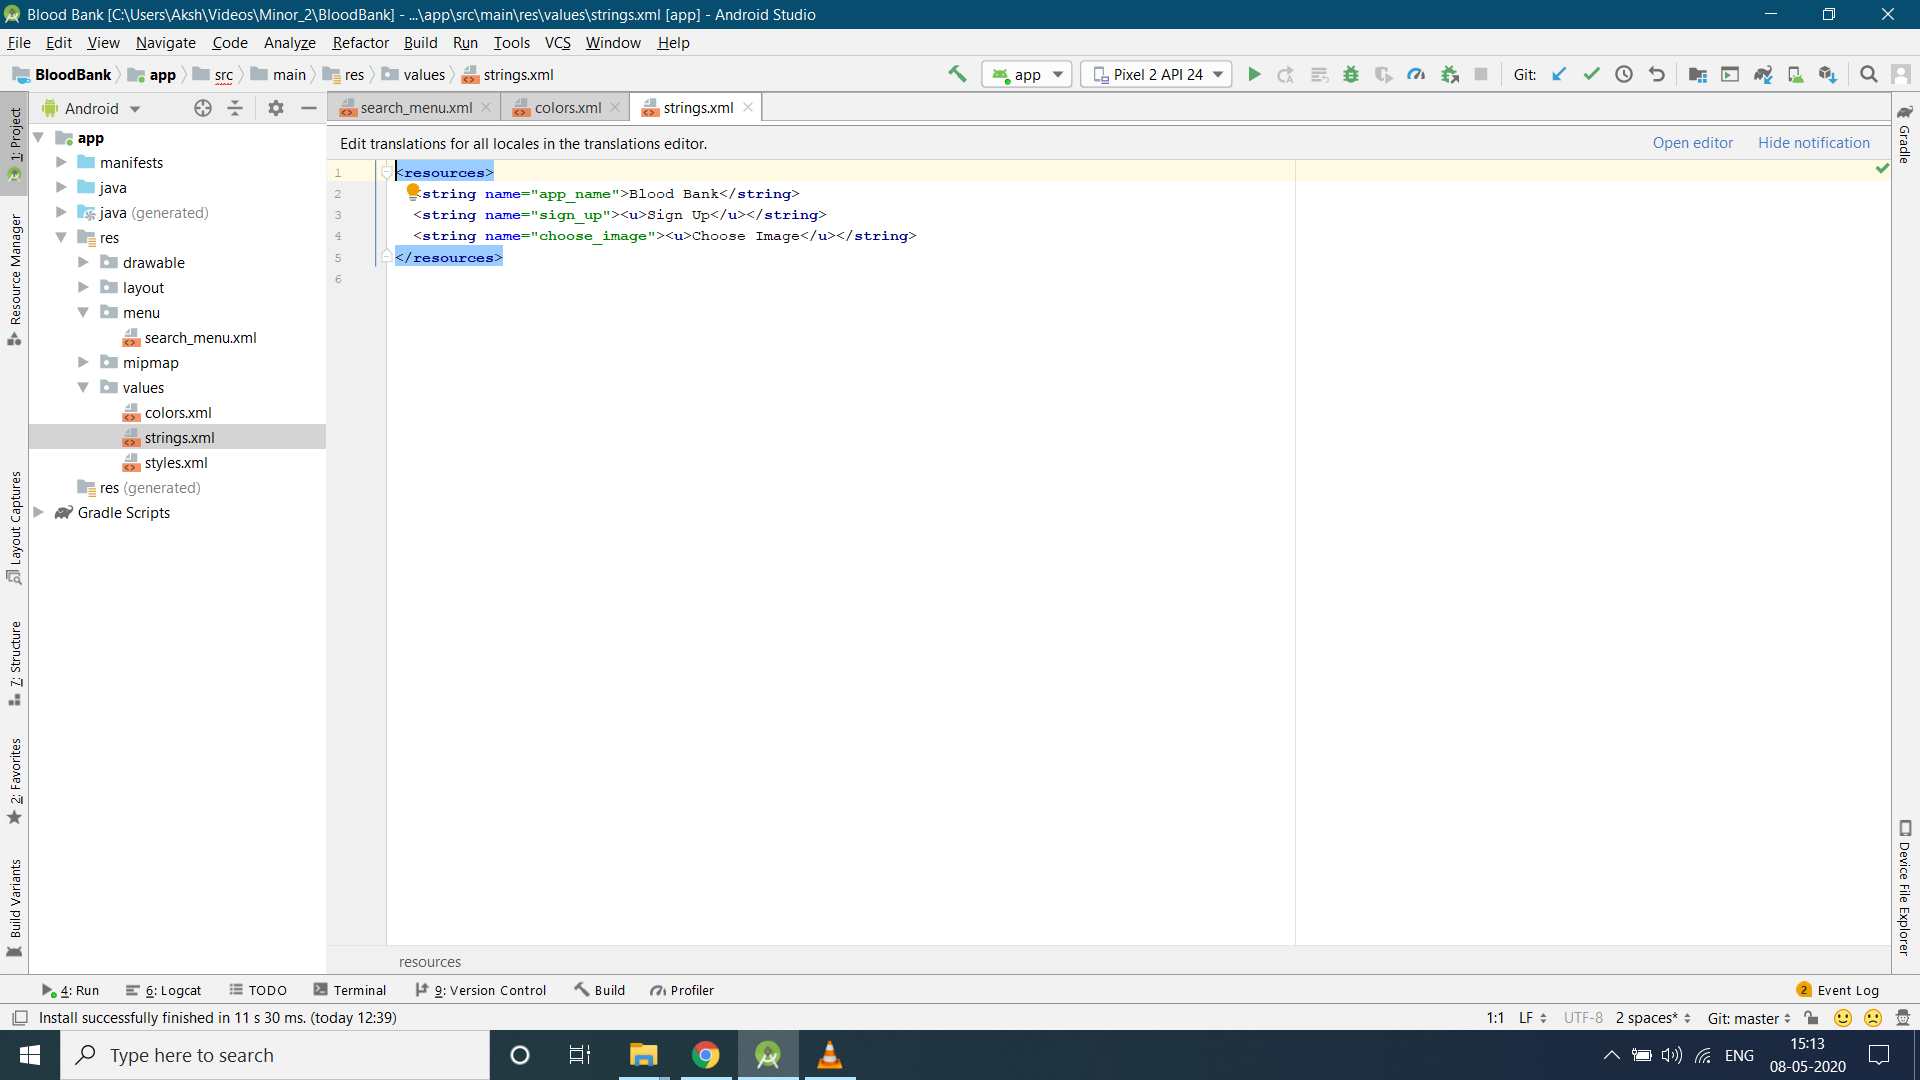 Blood Bank [C:\Users\Aksh\Videos\Minor_2\BloodBank] - ...\app\src\main\res\values\strings.xml [app] - Android Studio
File Edit View Navigate Code Analyze Refactor Build Run Tools VCS Window Help
BloodBank app src main res values strings.xml app Pixel 2 API 24 Git:
Android search_menu.xml colors.xml strings.xml
Edit translations for all locales in the translations editor. Open editor Hide notification
1 <resources>
2 <string name="app_name">Blood Bank</string>
3 <string name="sign_up"><u>Sign Up</u></string>
4 <string name="choose_image"><u>Choose Image</u></string>
5 </resources>
6
app
manifests
java
java (generated)
res
drawable
layout
menu
search_menu.xml
mipmap
values
colors.xml
strings.xml
styles.xml
res (generated)
Gradle Scripts
1: Project
Resource Manager
Layout Captures
7: Structure
2: Favorites
Build Variants
Gradle
Device File Explorer
resources
4: Run 6: Logcat TODO Terminal 9: Version Control Build Profiler 2 Event Log
Install successfully finished in 11 s 30 ms. (today 12:39) 1:1 LF UTF-8 2 spaces* Git: master
Type here to search ENG 15:13
08-05-2020